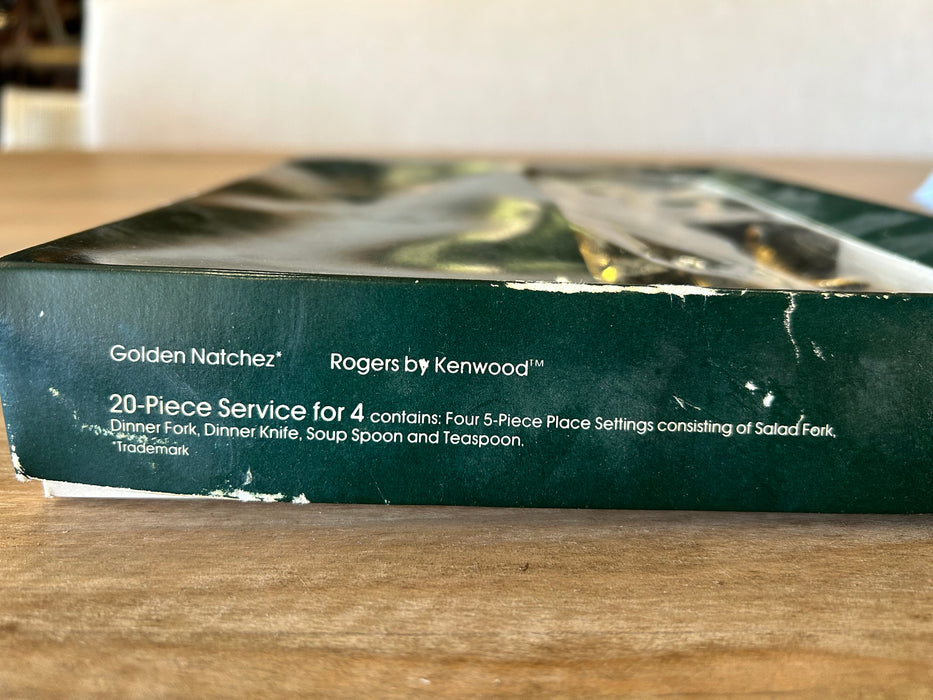 Golden Natchez* Rogers by Kenwood™
20-Piece Service for 4 contains: Four 5-Piece Place Settings consisting of Salad Fork,
Dinner Fork, Dinner Knife, Soup Spoon and Teaspoon.
*Trademark